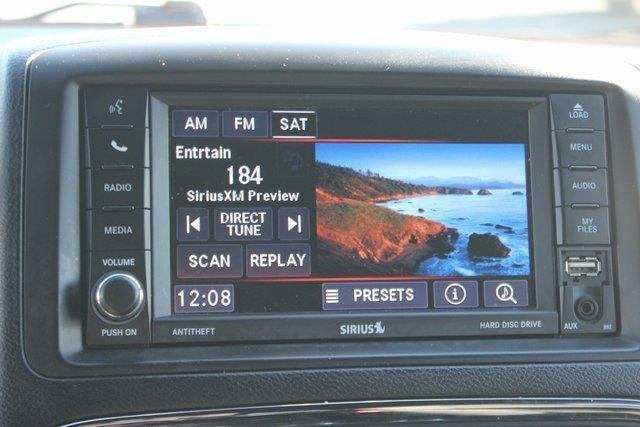 LOAD
AM FM SAT
MENU
Entrtain
184
SiriusXM Preview
RADIO
AUDIO
DIRECT
TUNE
MEDIA
MY
FILES
SCAN REPLAY
VOLUME
12:08
PRESETS
PUSH ON
ANTITHEFT
SIRIUS
HARD DISC DRIVE
AUX